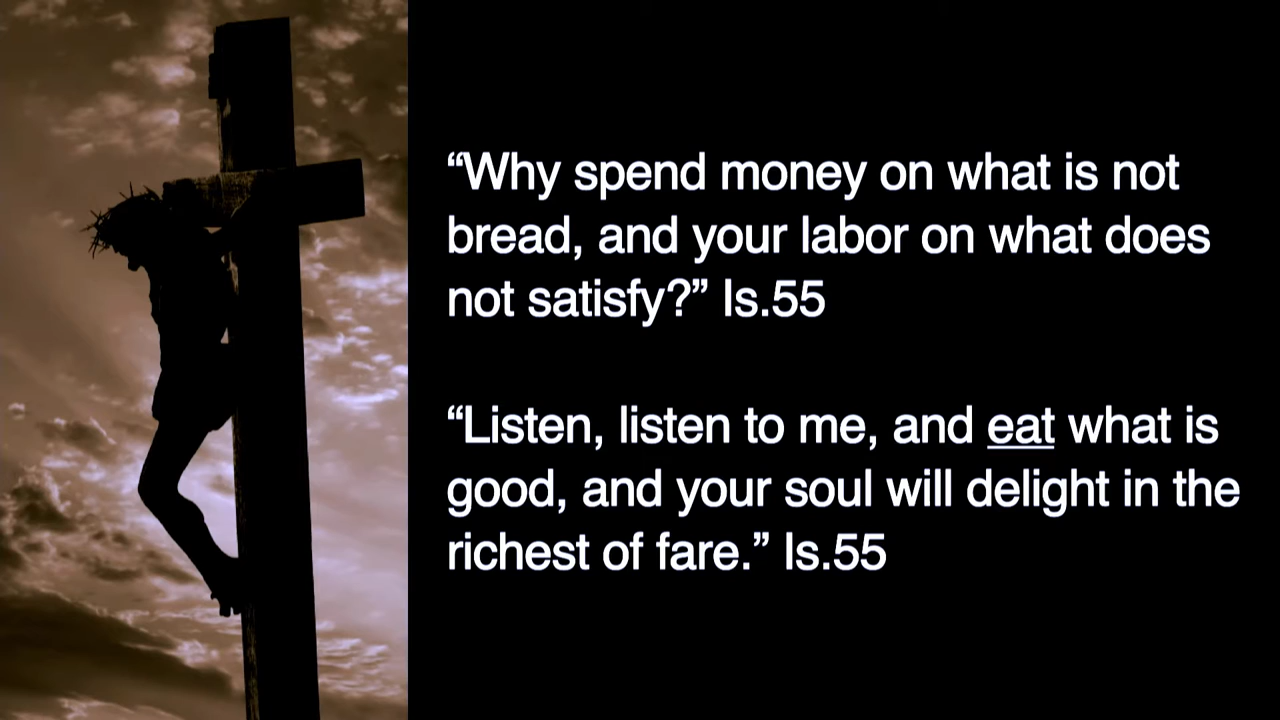 “Why spend money on what is not
bread, and your labor on what does
not satisfy?” Is.55
“Listen, listen to me, and eat what is
good, and your soul will delight in the
richest of fare.” Is.55